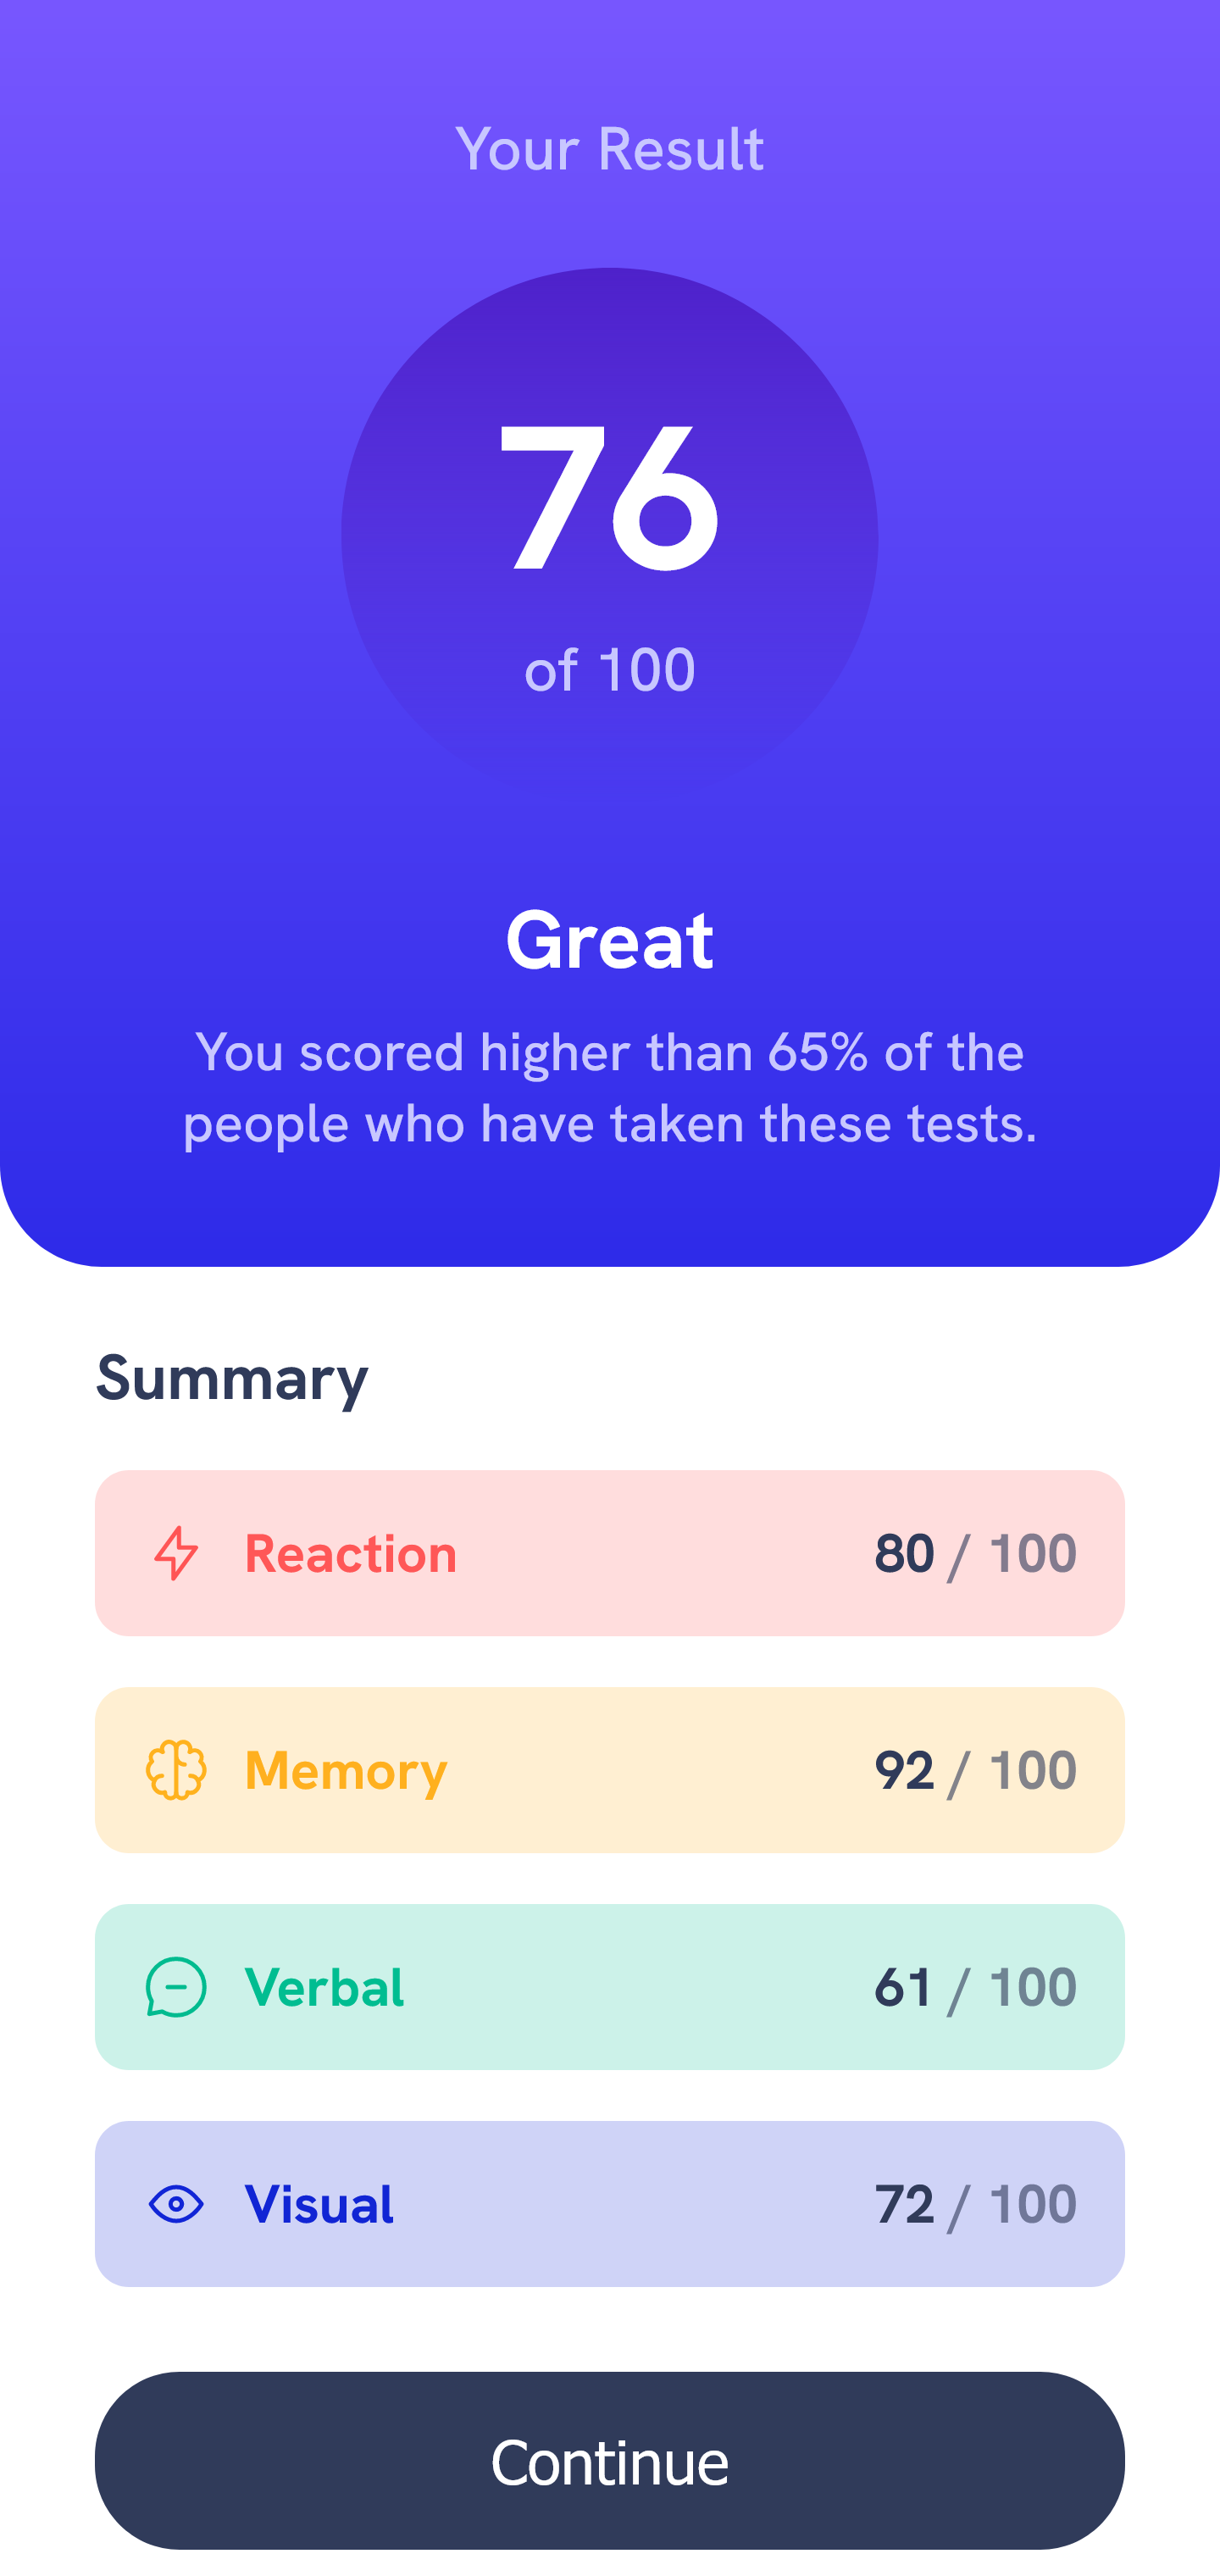 Your Result
76
of 100
Great
You scored higher than 65% of the
people who have taken these tests.
Summary
Reaction 80 / 100
Memory 92 / 100
Verbal 61 / 100
Visual 72 / 100
Continue